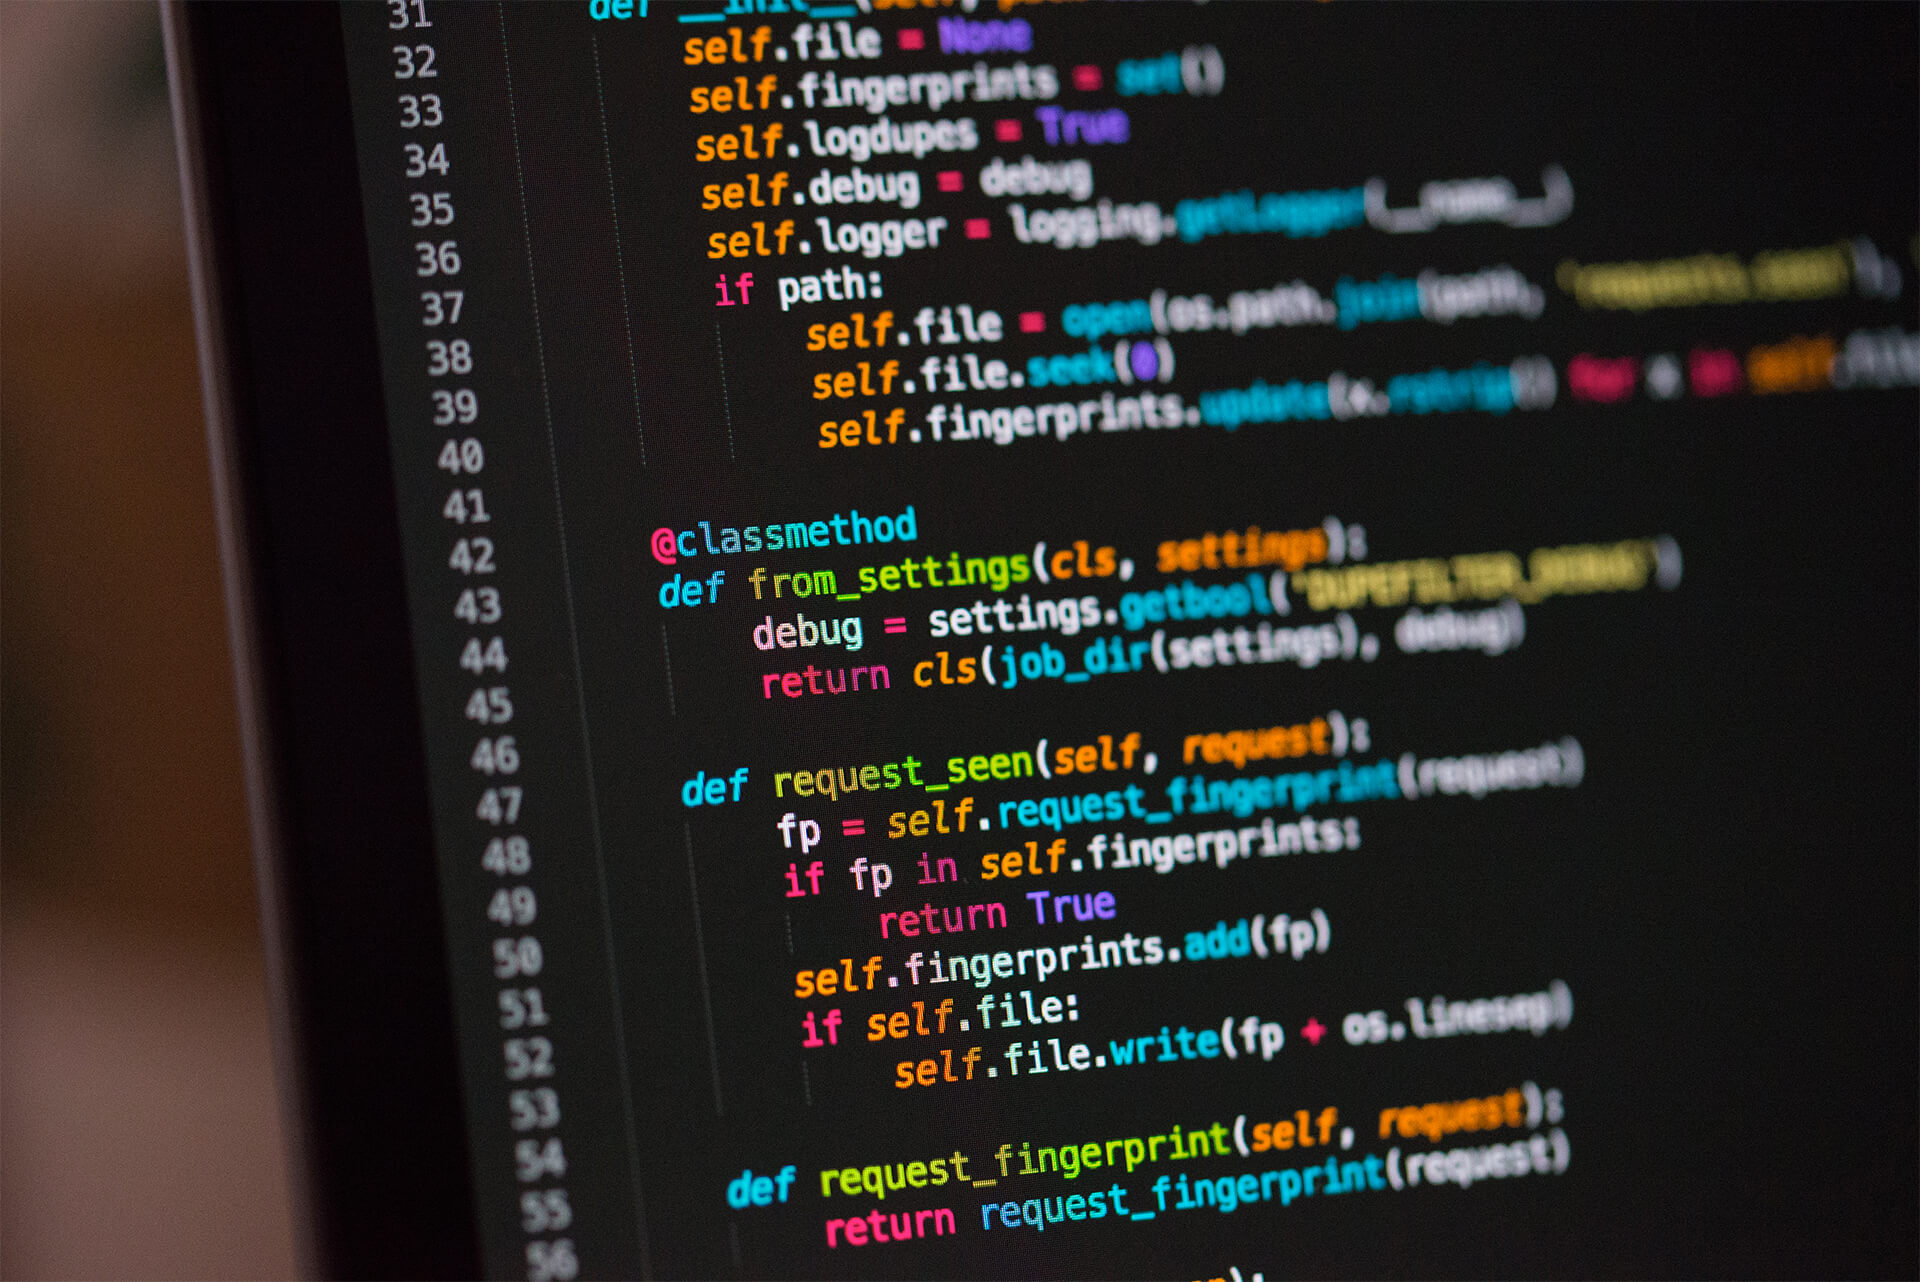 31 def __init__(self,
32 self.file = None
33 self.fingerprints = set()
34 self.logdupes = True
35 self.debug = debug
36 self.logger = logging.getLogger(__name__)
37 if path:
38 self.file = open(os.path.join(path, 'requests.seen'),
39 self.file.seek(0)
40 self.fingerprints.update(x.rstrip() for x in self.file
41
42 @classmethod
43 def from_settings(cls, settings):
44 debug = settings.getbool('DUPEFILTER_DEBUG')
45 return cls(job_dir(settings), debug)
46
47 def request_seen(self, request):
48 fp = self.request_fingerprint(request)
49 if fp in self.fingerprints:
50 return True
51 self.fingerprints.add(fp)
52 if self.file:
53 self.file.write(fp + os.linesep)
54
55 def request_fingerprint(self, request):
56 return request_fingerprint(request)